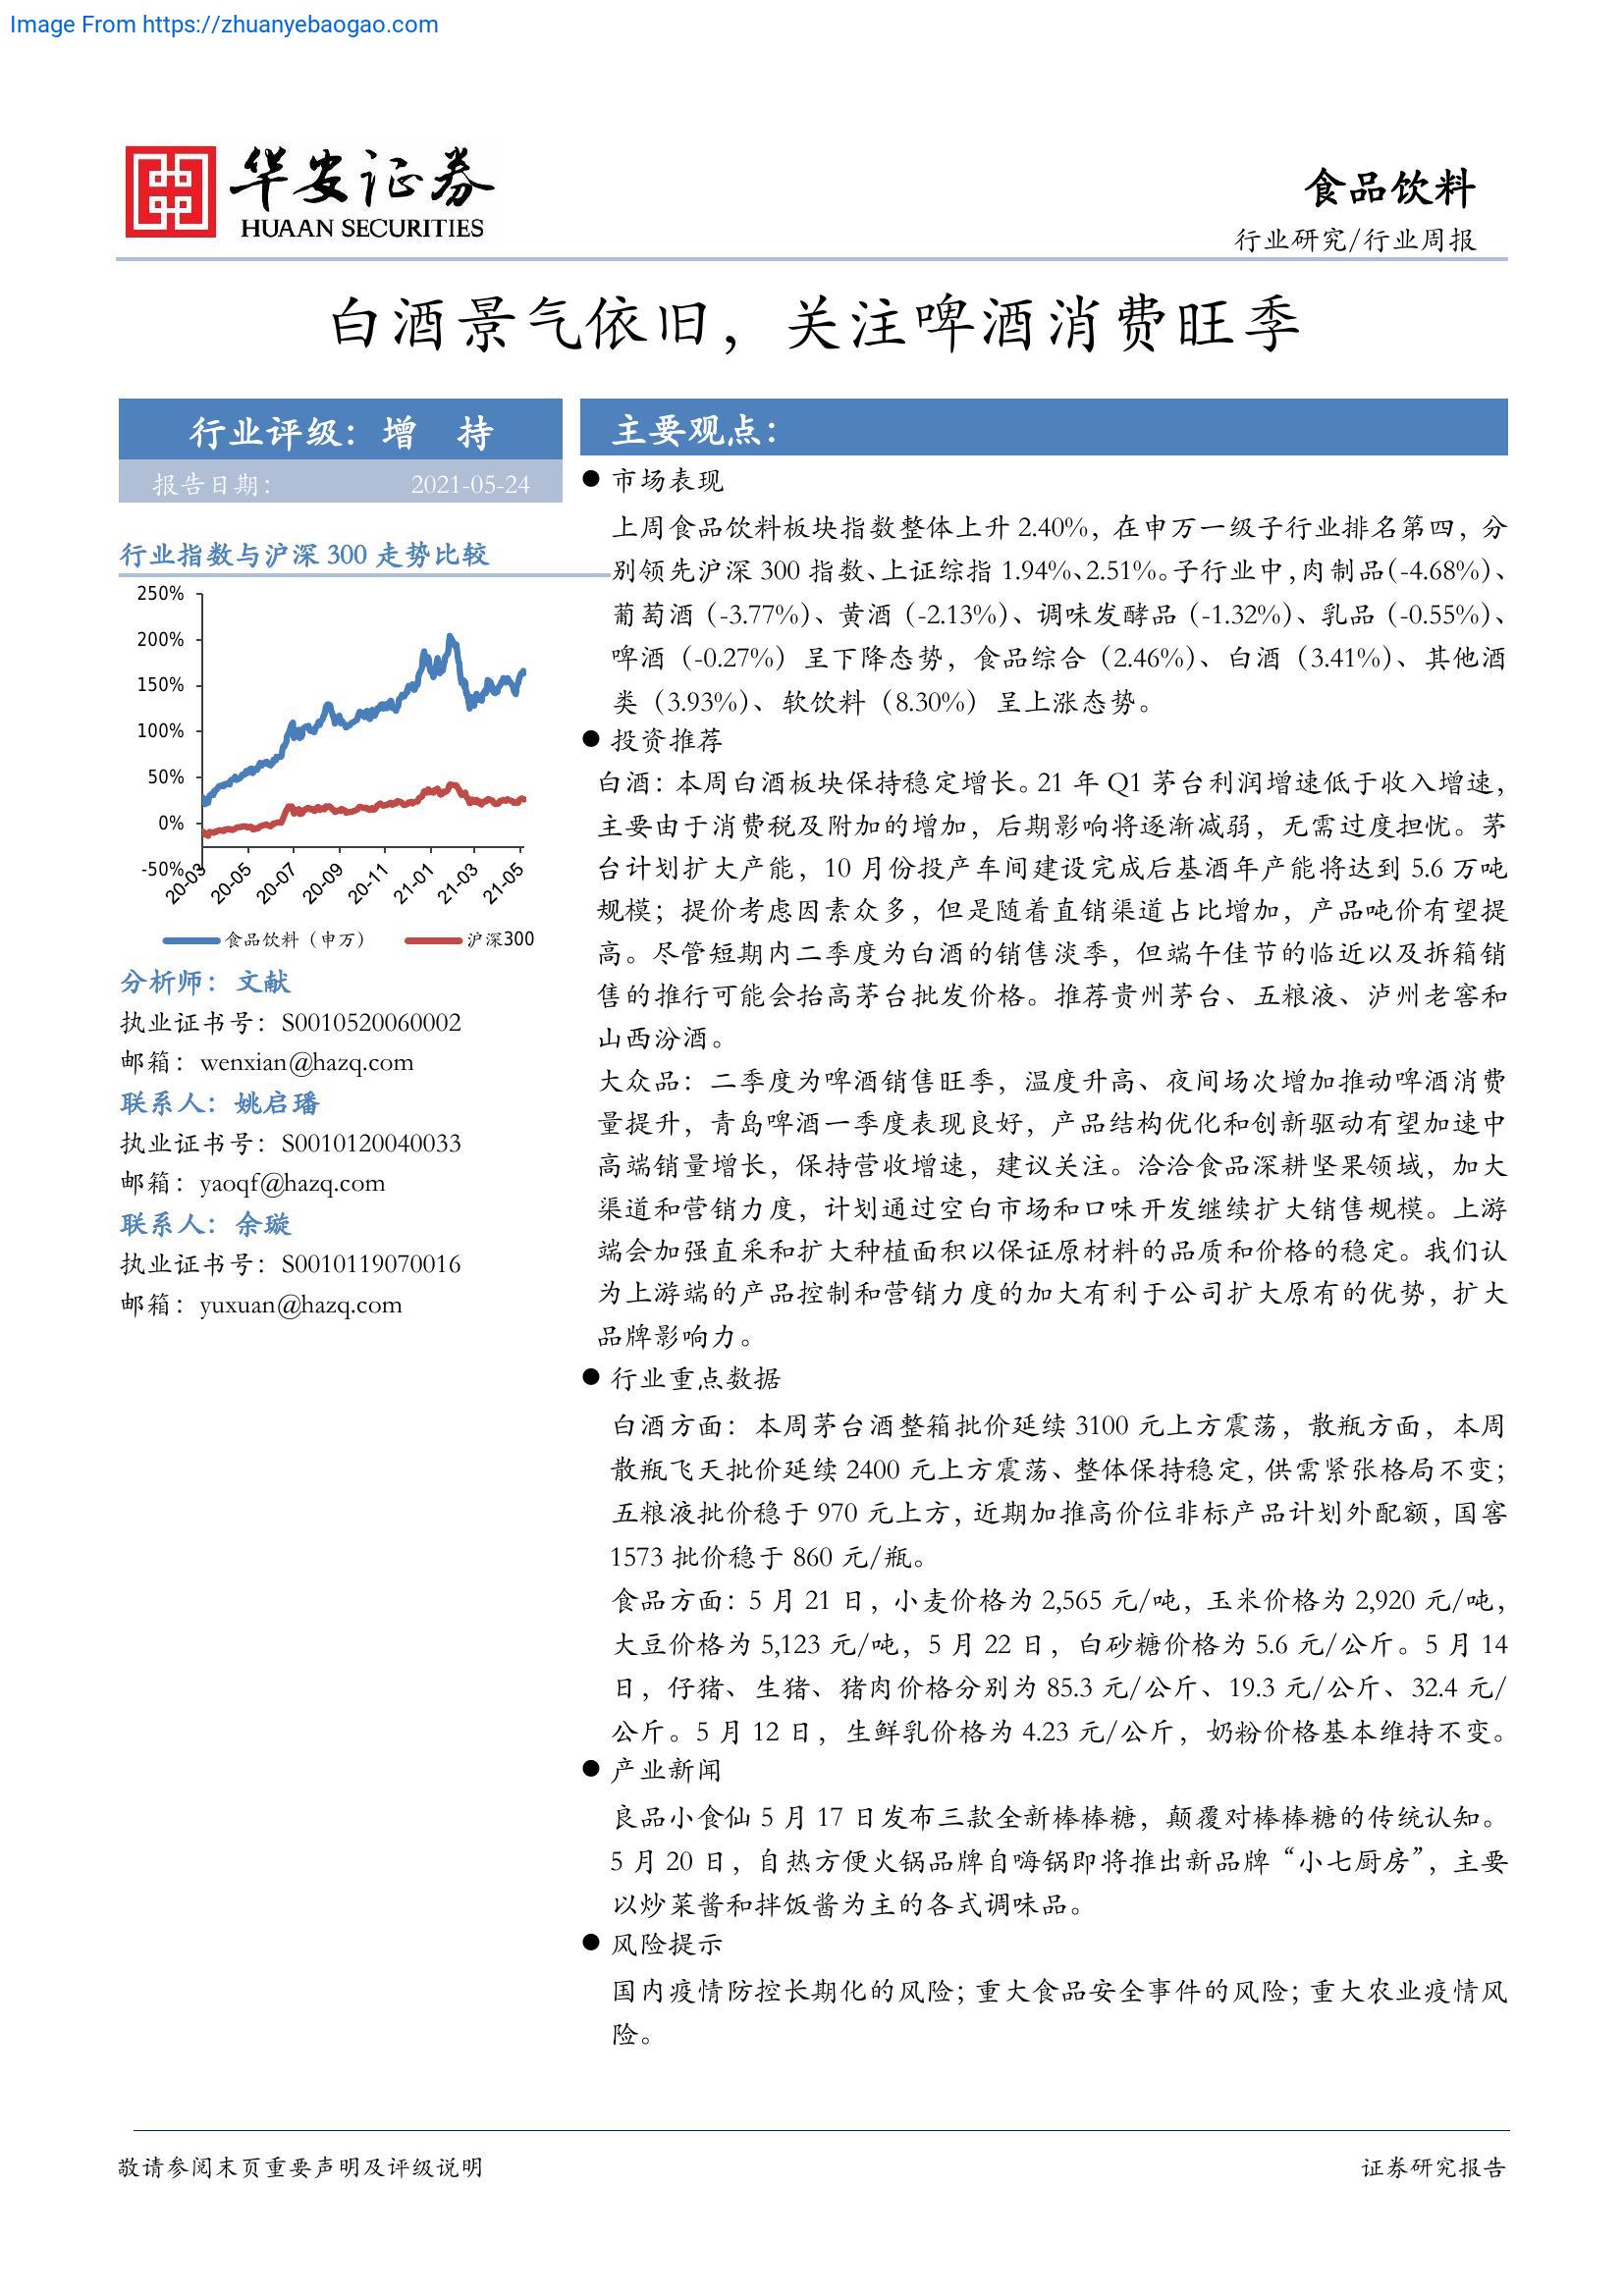 Image From https://zhuanyebaogao.com
华安证券
HUAAN SECURITIES
食品饮料
行业研究/行业周报
白酒景气依旧，关注啤酒消费旺季
行业评级：增 持
报告日期： 2021-05-24
行业指数与沪深 300 走势比较
250%
200%
150%
100%
50%
0%
-50%
20-03 20-05 20-07 20-09 20-11 21-01 21-03 21-05
食品饮料（申万） 沪深300
分析师：文献
执业证书号：S0010520060002
邮箱：wenxian@hazq.com
联系人：姚启璠
执业证书号：S0010120040033
邮箱：yaoqf@hazq.com
联系人：余璇
执业证书号：S0010119070016
邮箱：yuxuan@hazq.com
主要观点：
● 市场表现
上周食品饮料板块指数整体上升 2.40%，在申万一级子行业排名第四，分
别领先沪深 300 指数、上证综指 1.94%、2.51%。子行业中，肉制品（-4.68%）、
葡萄酒（-3.77%）、黄酒（-2.13%）、调味发酵品（-1.32%）、乳品（-0.55%）、
啤酒（-0.27%）呈下降态势，食品综合（2.46%）、白酒（3.41%）、其他酒
类（3.93%）、软饮料（8.30%）呈上涨态势。
● 投资推荐
白酒：本周白酒板块保持稳定增长。21 年 Q1 茅台利润增速低于收入增速，
主要由于消费税及附加的增加，后期影响将逐渐减弱，无需过度担忧。茅
台计划扩大产能，10 月份投产车间建设完成后基酒年产能将达到 5.6 万吨
规模；提价考虑因素众多，但是随着直销渠道占比增加，产品吨价有望提
高。尽管短期内二季度为白酒的销售淡季，但端午佳节的临近以及拆箱销
售的推行可能会抬高茅台批发价格。推荐贵州茅台、五粮液、泸州老窖和
山西汾酒。
大众品：二季度为啤酒销售旺季，温度升高、夜间场次增加推动啤酒消费
量提升，青岛啤酒一季度表现良好，产品结构优化和创新驱动有望加速中
高端销量增长，保持营收增速，建议关注。洽洽食品深耕坚果领域，加大
渠道和营销力度，计划通过空白市场和口味开发继续扩大销售规模。上游
端会加强直采和扩大种植面积以保证原材料的品质和价格的稳定。我们认
为上游端的产品控制和营销力度的加大有利于公司扩大原有的优势，扩大
品牌影响力。
● 行业重点数据
白酒方面：本周茅台酒整箱批价延续 3100 元上方震荡，散瓶方面，本周
散瓶飞天批价延续 2400 元上方震荡、整体保持稳定，供需紧张格局不变；
五粮液批价稳于 970 元上方，近期加推高价位非标产品计划外配额，国窖
1573 批价稳于 860 元/瓶。
食品方面：5 月 21 日，小麦价格为 2,565 元/吨，玉米价格为 2,920 元/吨，
大豆价格为 5,123 元/吨，5 月 22 日，白砂糖价格为 5.6 元/公斤。5 月 14
日，仔猪、生猪、猪肉价格分别为 85.3 元/公斤、19.3 元/公斤、32.4 元/
公斤。5 月 12 日，生鲜乳价格为 4.23 元/公斤，奶粉价格基本维持不变。
● 产业新闻
良品小食仙 5 月 17 日发布三款全新棒棒糖，颠覆对棒棒糖的传统认知。
5 月 20 日，自热方便火锅品牌自嗨锅即将推出新品牌“小七厨房”，主要
以炒菜酱和拌饭酱为主的各式调味品。
● 风险提示
国内疫情防控长期化的风险；重大食品安全事件的风险；重大农业疫情风
险。
敬请参阅末页重要声明及评级说明 证券研究报告